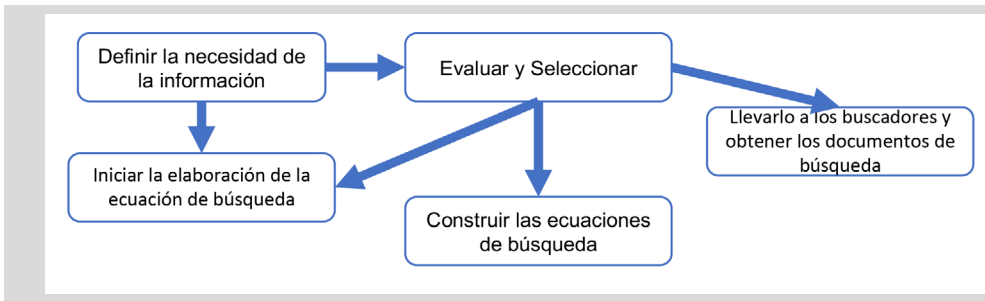 Definir la necesidad de
la información
Evaluar y Seleccionar
Llevarlo a los buscadores y
obtener los documentos de
búsqueda
Iniciar la elaboración de la
ecuación de búsqueda
Construir las ecuaciones
de búsqueda